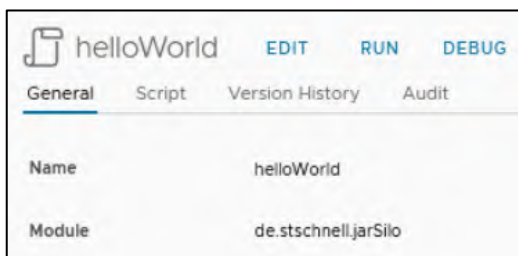 helloWorld EDIT RUN DEBUG
General Script Version History Audit
Name helloWorld
Module de.stschnell.jarSilo